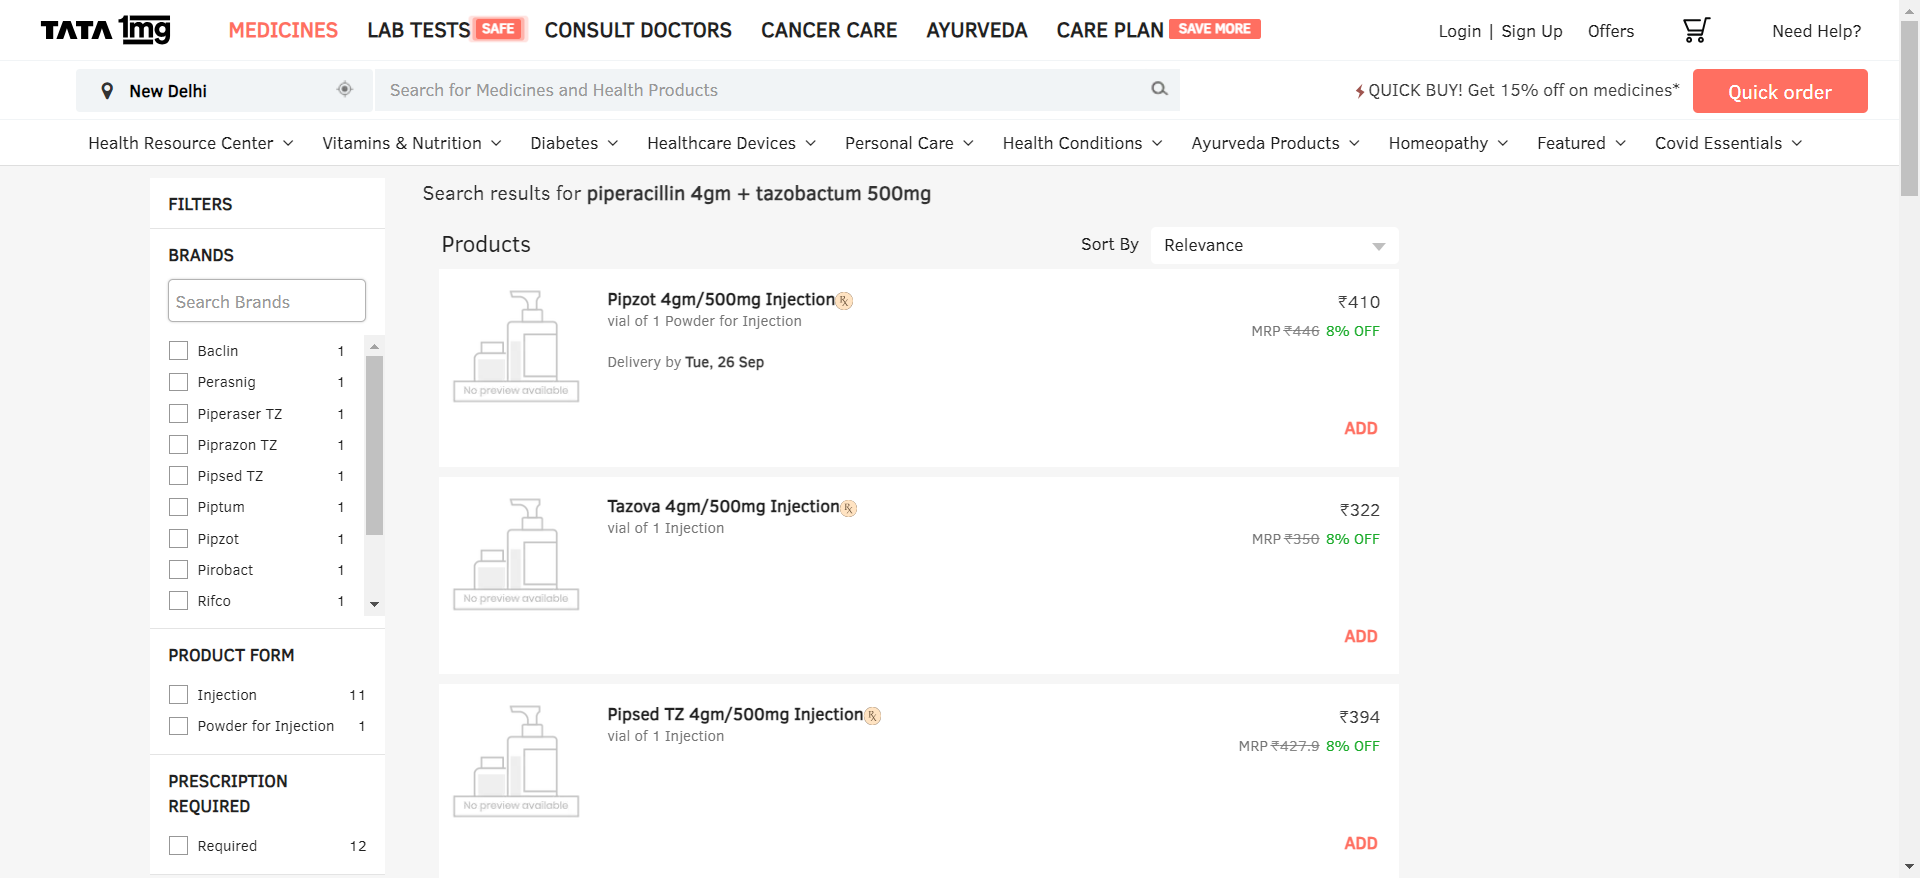 TATA 1mg
MEDICINES LAB TESTS SAFE CONSULT DOCTORS CANCER CARE AYURVEDA CARE PLAN SAVE MORE Login | Sign Up Offers Need Help?
New Delhi Search for Medicines and Health Products QUICK BUY! Get 15% off on medicines* Quick order
Health Resource Center Vitamins & Nutrition Diabetes Healthcare Devices Personal Care Health Conditions Ayurveda Products Homeopathy Featured Covid Essentials
FILTERS
BRANDS
Search Brands
Baclin 1
Perasnig 1
Piperaser TZ 1
Piprazon TZ 1
Pipsed TZ 1
Piptum 1
Pipzot 1
Pirobact 1
Rifco 1
PRODUCT FORM
Injection 11
Powder for Injection 1
PRESCRIPTION
REQUIRED
Required 12
Search results for piperacillin 4gm + tazobactum 500mg
Products Sort By Relevance
No preview available
Pipzot 4gm/500mg Injection Rx
vial of 1 Powder for Injection
Delivery by Tue, 26 Sep
₹410
MRP ₹446 8% OFF
ADD
No preview available
Tazova 4gm/500mg Injection Rx
vial of 1 Injection
₹322
MRP ₹350 8% OFF
ADD
No preview available
Pipsed TZ 4gm/500mg Injection Rx
vial of 1 Injection
₹394
MRP ₹427.9 8% OFF
ADD